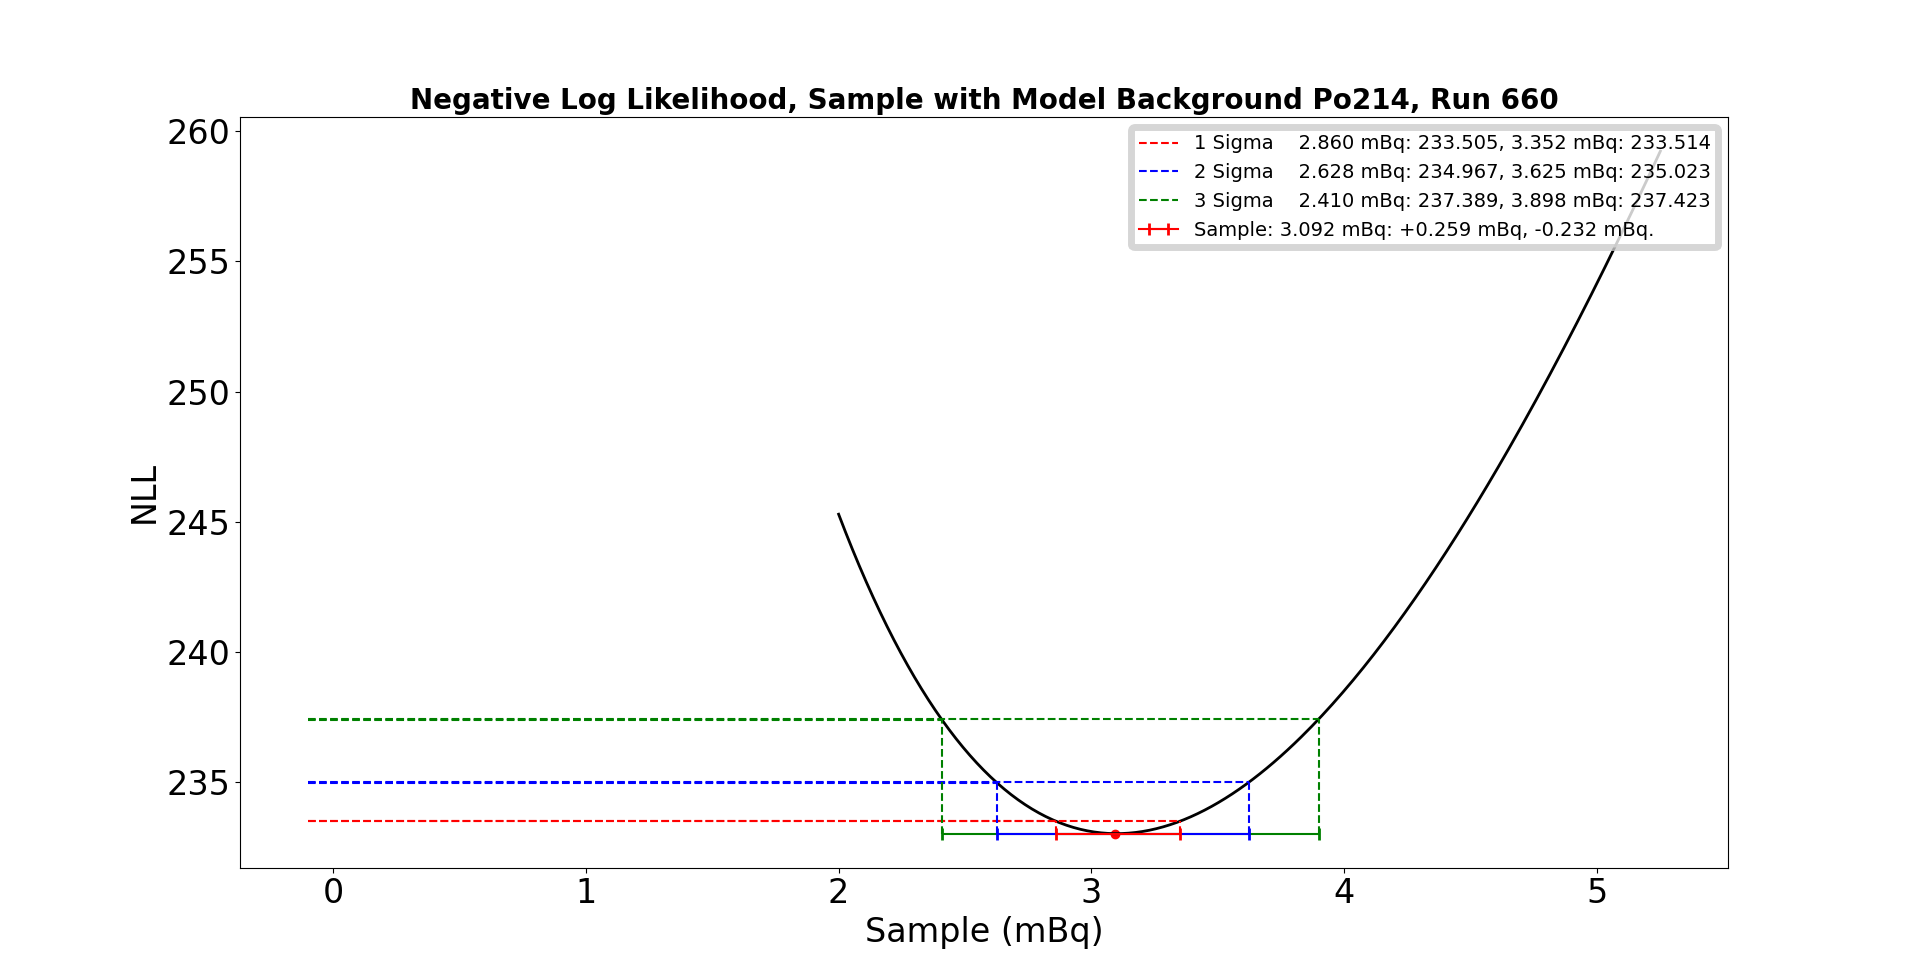 Negative Log Likelihood, Sample with Model Background Po214, Run 660
1 Sigma    2.860 mBq: 233.505, 3.352 mBq: 233.514
2 Sigma    2.628 mBq: 234.967, 3.625 mBq: 235.023
3 Sigma    2.410 mBq: 237.389, 3.898 mBq: 237.423
Sample: 3.092 mBq: +0.259 mBq, -0.232 mBq.
260
255
250
245
240
235
NLL
0 1 2 3 4 5
Sample (mBq)